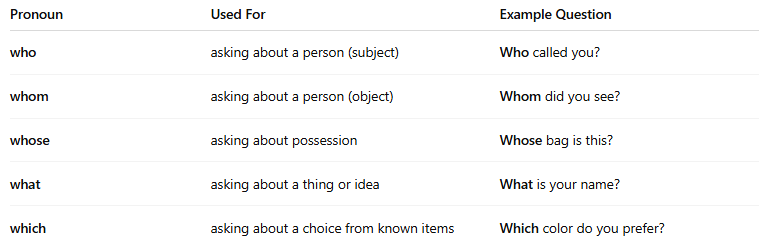 Pronoun Used For Example Question
who asking about a person (subject) Who called you?
whom asking about a person (object) Whom did you see?
whose asking about possession Whose bag is this?
what asking about a thing or idea What is your name?
which asking about a choice from known items Which color do you prefer?